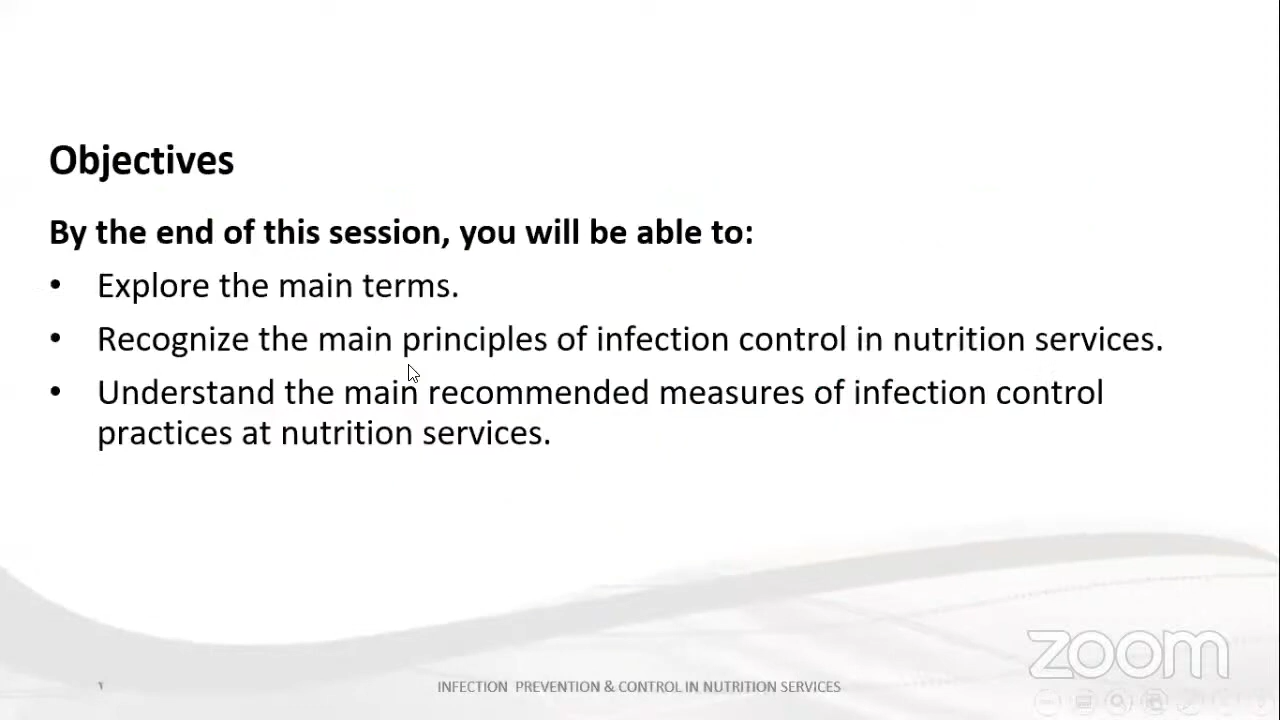 Objectives
By the end of this session, you will be able to:
• Explore the main terms.
• Recognize the main principles of infection control in nutrition services.
• Understand the main recommended measures of infection control
practices at nutrition services.
١
INFECTION PREVENTION & CONTROL IN NUTRITION SERVICES
zoom